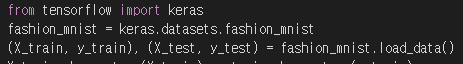 from tensorflow import keras
fashion_mnist = keras.datasets.fashion_mnist
(X_train, y_train), (X_test, y_test) = fashion_mnist.load_data()